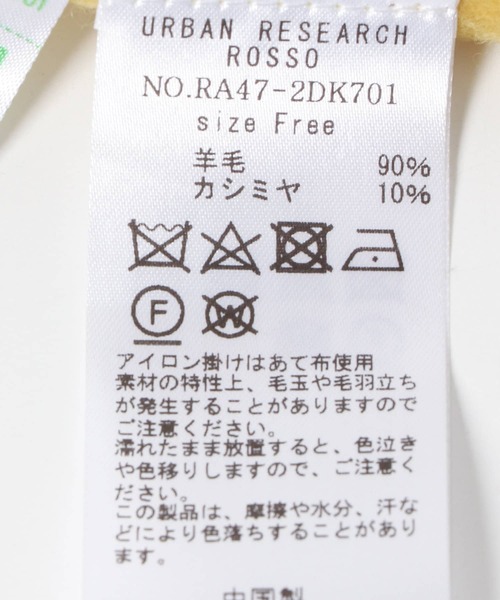 URBAN RESEARCH
ROSSO
NO.RA47-2DK701
size Free
羊毛 90%
カシミヤ 10%
F
W
アイロン掛けはあて布使用
素材の特性上、毛玉や毛羽立ち
が発生することがありますので
ご注意ください。
濡れたまま放置すると、色泣き
や色移りしますので、ご注意く
ださい。
この製品は、摩擦や水分、汗な
どにより色落ちすることがあり
ます。
中国製